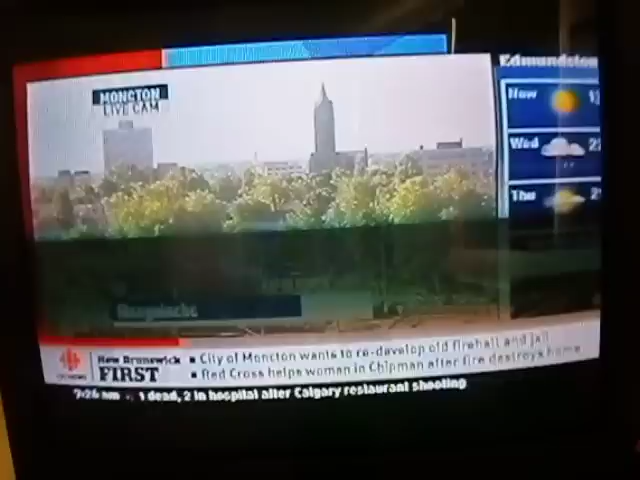 Edmundston
MONCTON
LIVE CAM
Now
Wed
Thu
New Brunswick
FIRST
▪ City of Moncton wants to re-develop old firehall and jail
▪ Red Cross helps woman in Chipman after fire destroys home
7:26 am
1 dead, 2 in hospital after Calgary restaurant shooting